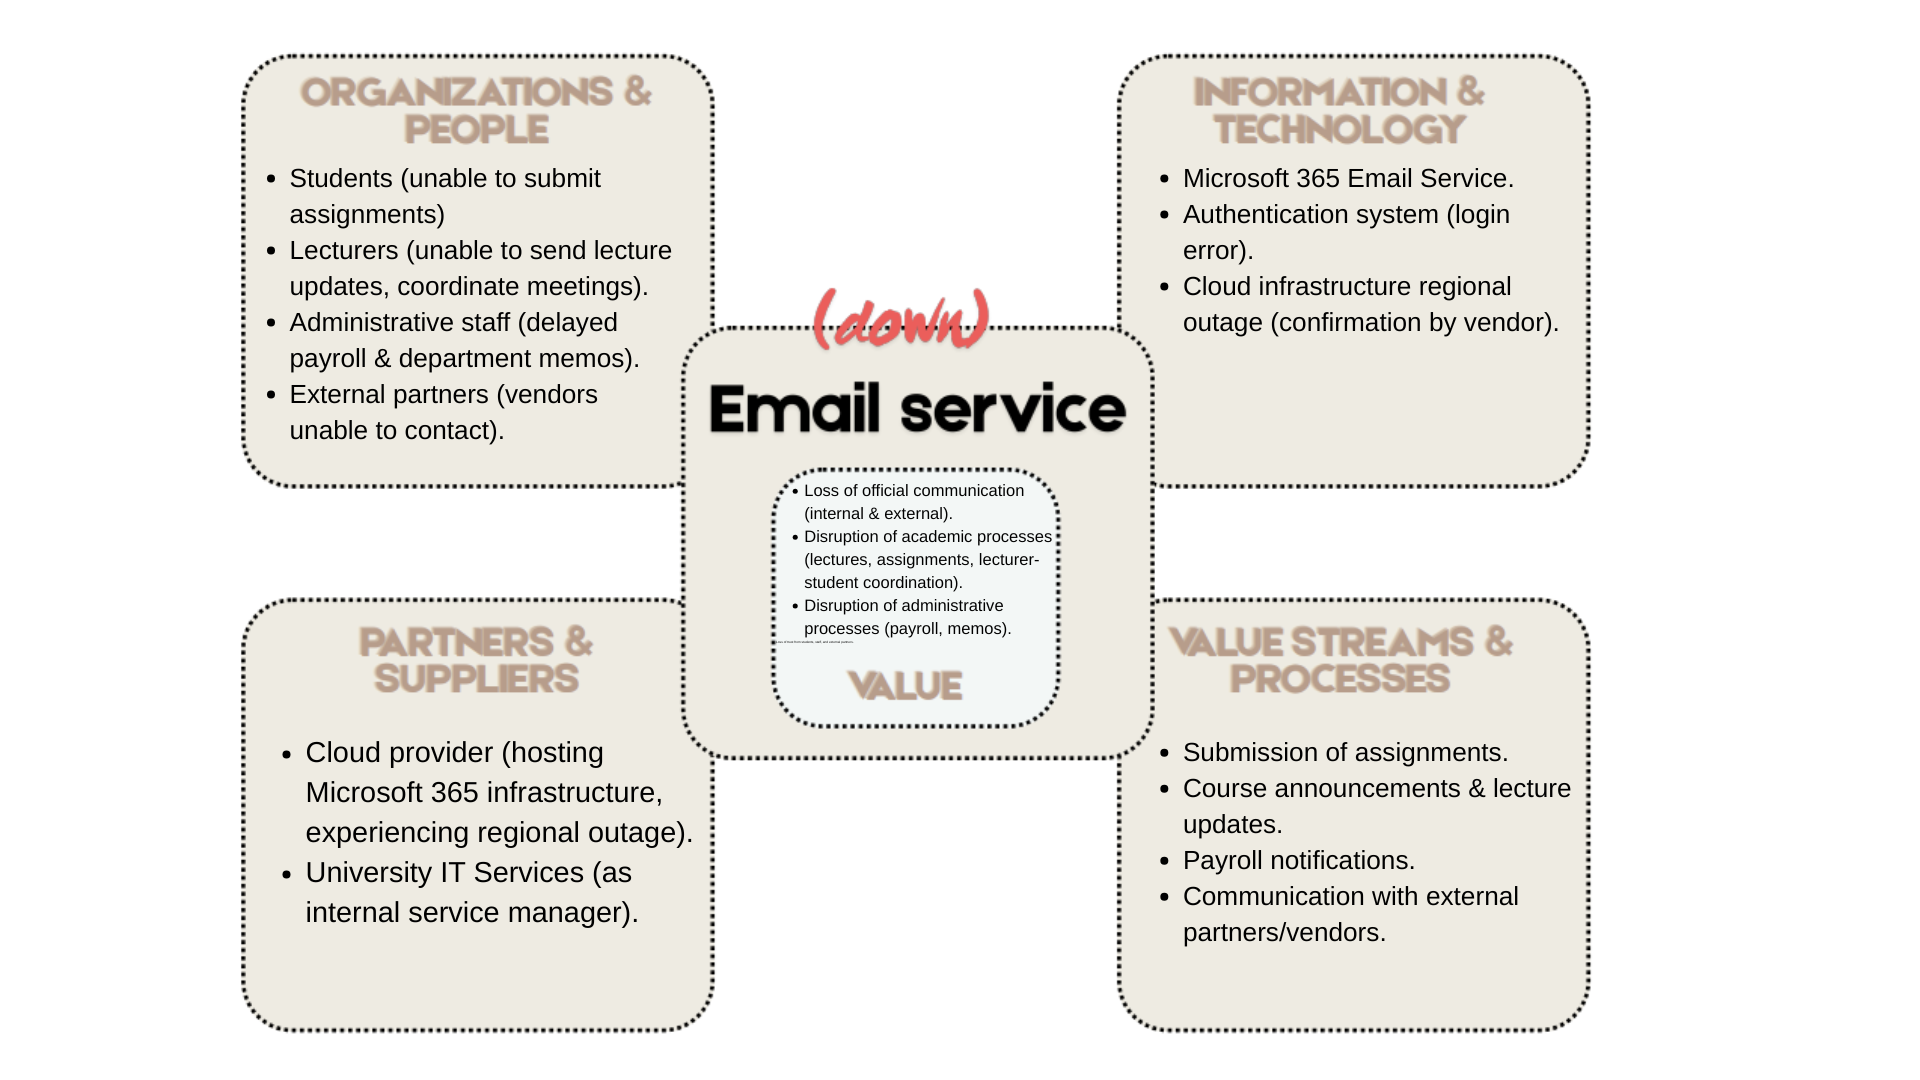 ORGANIZATIONS &
PEOPLE
• Students (unable to submit
assignments)
• Lecturers (unable to send lecture
updates, coordinate meetings).
• Administrative staff (delayed
payroll & department memos).
• External partners (vendors
unable to contact).
INFORMATION &
TECHNOLOGY
• Microsoft 365 Email Service.
• Authentication system (login
error).
• Cloud infrastructure regional
outage (confirmation by vendor).
(down)
Email service
• Loss of official communication
(internal & external).
• Disruption of academic processes
(lectures, assignments, lecturer-
student coordination).
• Disruption of administrative
processes (payroll, memos).
VALUE
PARTNERS &
SUPPLIERS
• Cloud provider (hosting
Microsoft 365 infrastructure,
experiencing regional outage).
• University IT Services (as
internal service manager).
VALUE STREAMS &
PROCESSES
• Submission of assignments.
• Course announcements & lecture
updates.
• Payroll notifications.
• Communication with external
partners/vendors.